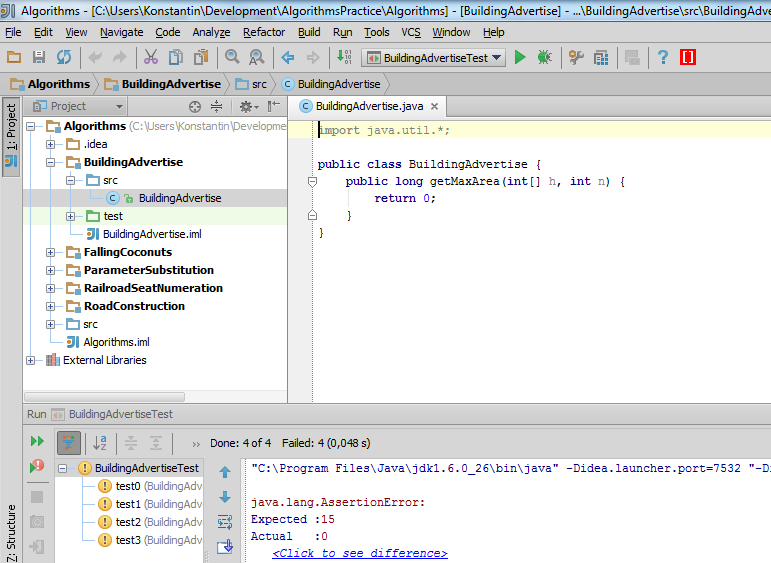 Algorithms - [C:\Users\Konstantin\Development\AlgorithmsPractice\Algorithms] - [BuildingAdvertise] - ...\BuildingAdvertise\src\BuildingAdve
File Edit View Navigate Code Analyze Refactor Build Run Tools VCS Window Help
BuildingAdvertiseTest
Algorithms BuildingAdvertise src BuildingAdvertise
1: Project
Project
BuildingAdvertise.java
Algorithms (C:\Users\Konstantin\Developme
.idea
BuildingAdvertise
src
BuildingAdvertise
test
BuildingAdvertise.iml
FallingCoconuts
ParameterSubstitution
RailroadSeatNumeration
RoadConstruction
src
Algorithms.iml
External Libraries
import java.util.*;
public class BuildingAdvertise {
public long getMaxArea(int[] h, int n) {
return 0;
}
}
Run BuildingAdvertiseTest
Z: Structure
Done: 4 of 4 Failed: 4 (0,048 s)
BuildingAdvertiseTest
test0 (BuildingAdv
test1 (BuildingAdv
test2 (BuildingAdv
test3 (BuildingAdv
"C:\Program Files\Java\jdk1.6.0_26\bin\java" -Didea.launcher.port=7532 "-Di
java.lang.AssertionError:
Expected :15
Actual :0
<Click to see difference>